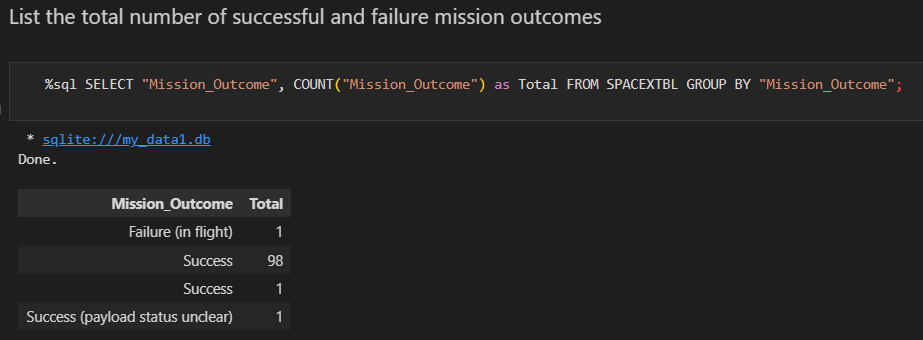 List the total number of successful and failure mission outcomes
%sql SELECT "Mission_Outcome", COUNT("Mission_Outcome") as Total FROM SPACEXTBL GROUP BY "Mission_Outcome";
* sqlite:///my_data1.db
Done.
Mission_Outcome Total
Failure (in flight) 1
Success 98
Success 1
Success (payload status unclear) 1